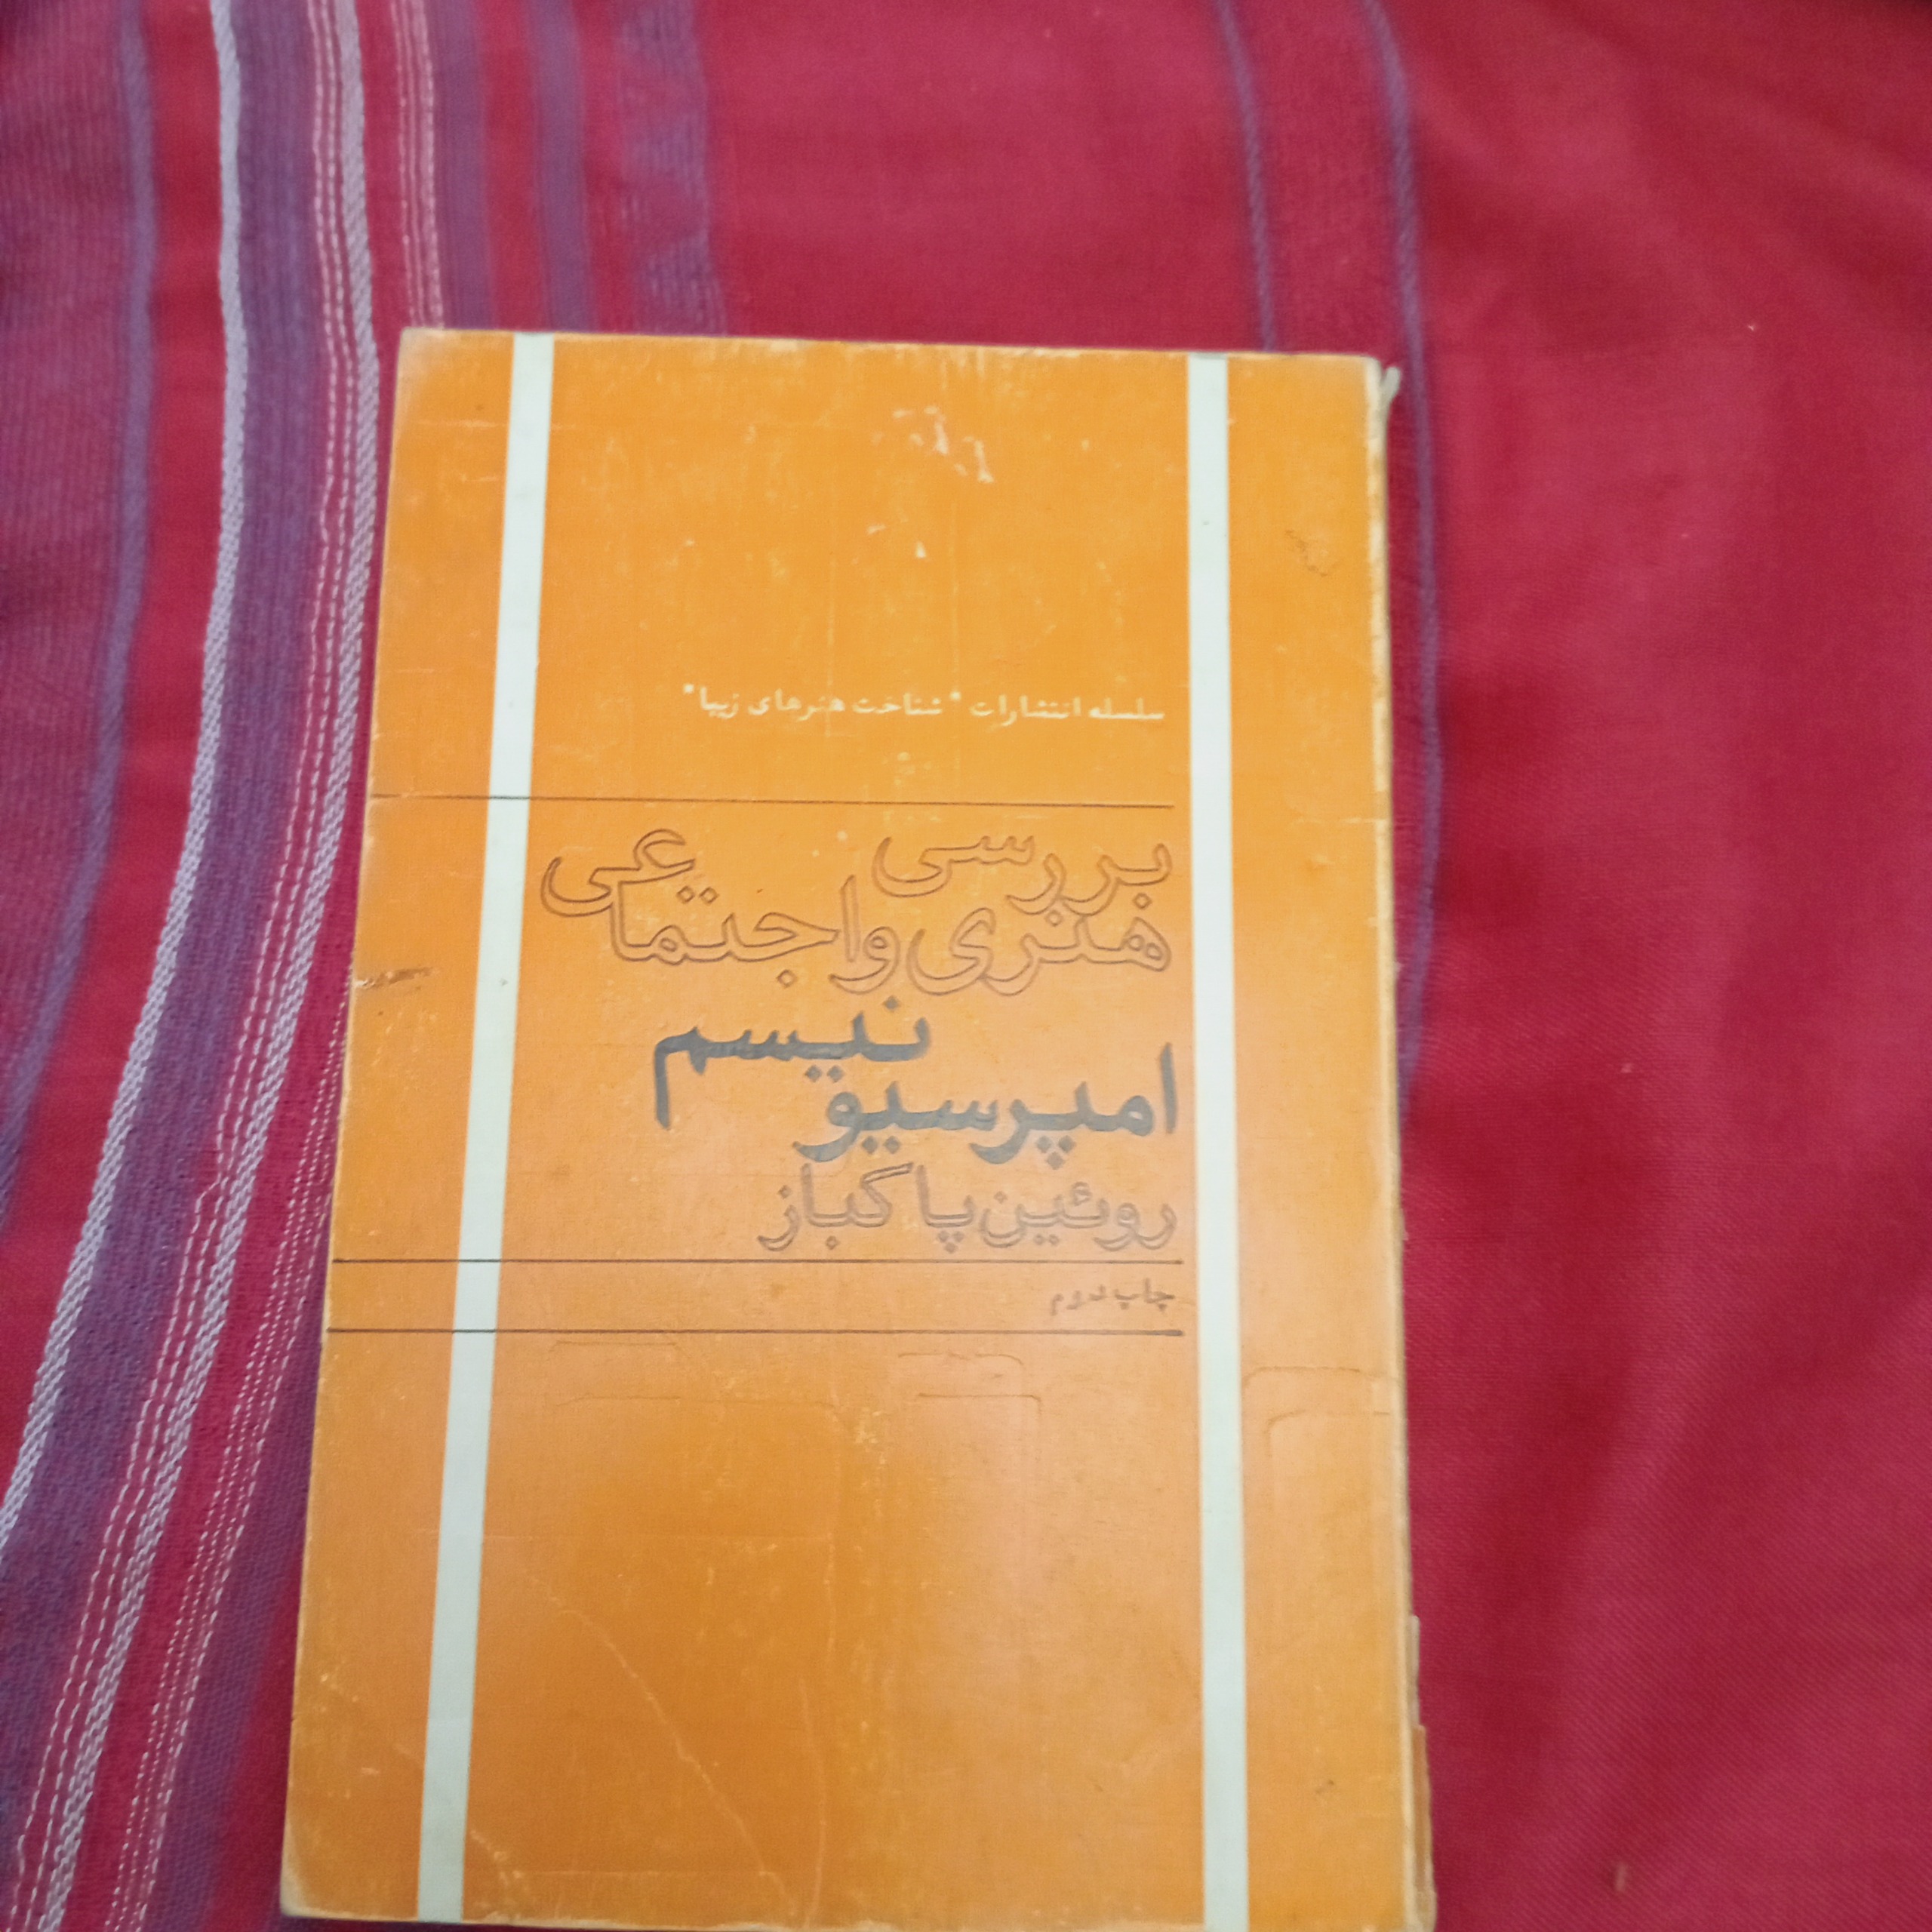 سلسله انتشارات "شناخت هنرهای زیبا"
بررسی
هنری و اجتماعی
امپرسیونیسم
روئین پاکباز
چاپ دوم